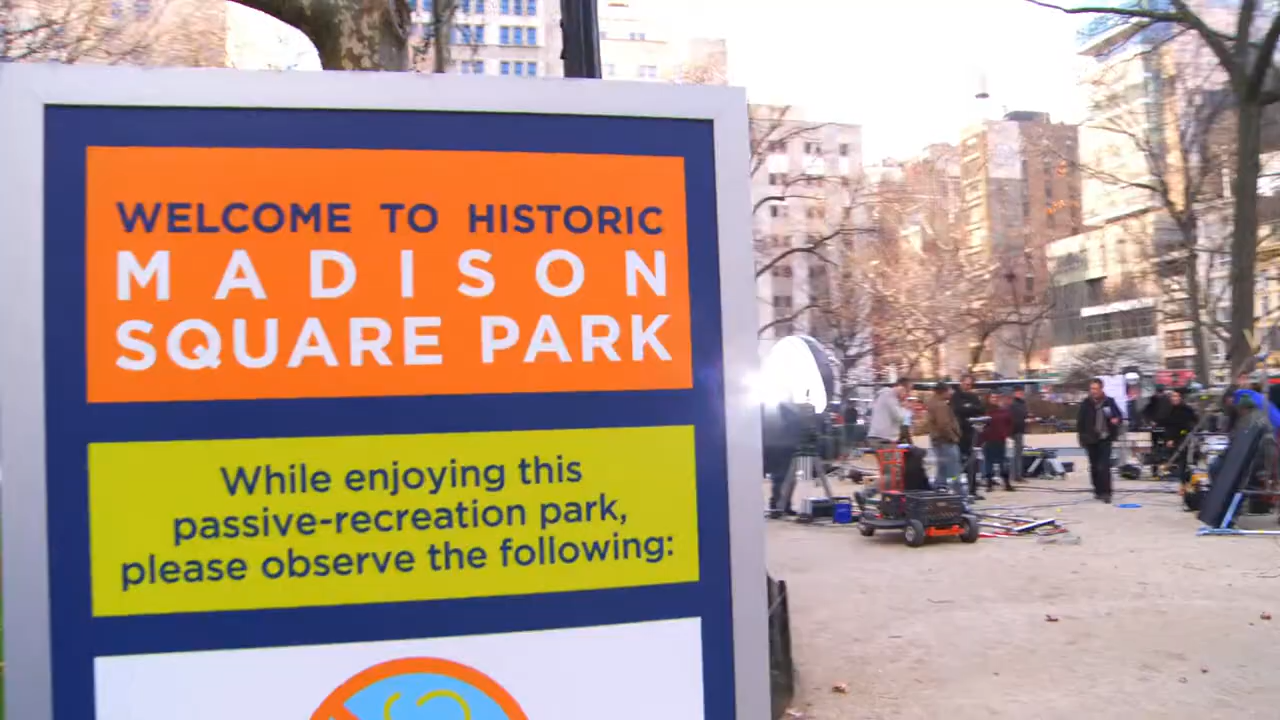 WELCOME TO HISTORIC
MADISON
SQUARE PARK
While enjoying this
passive-recreation park,
please observe the following: